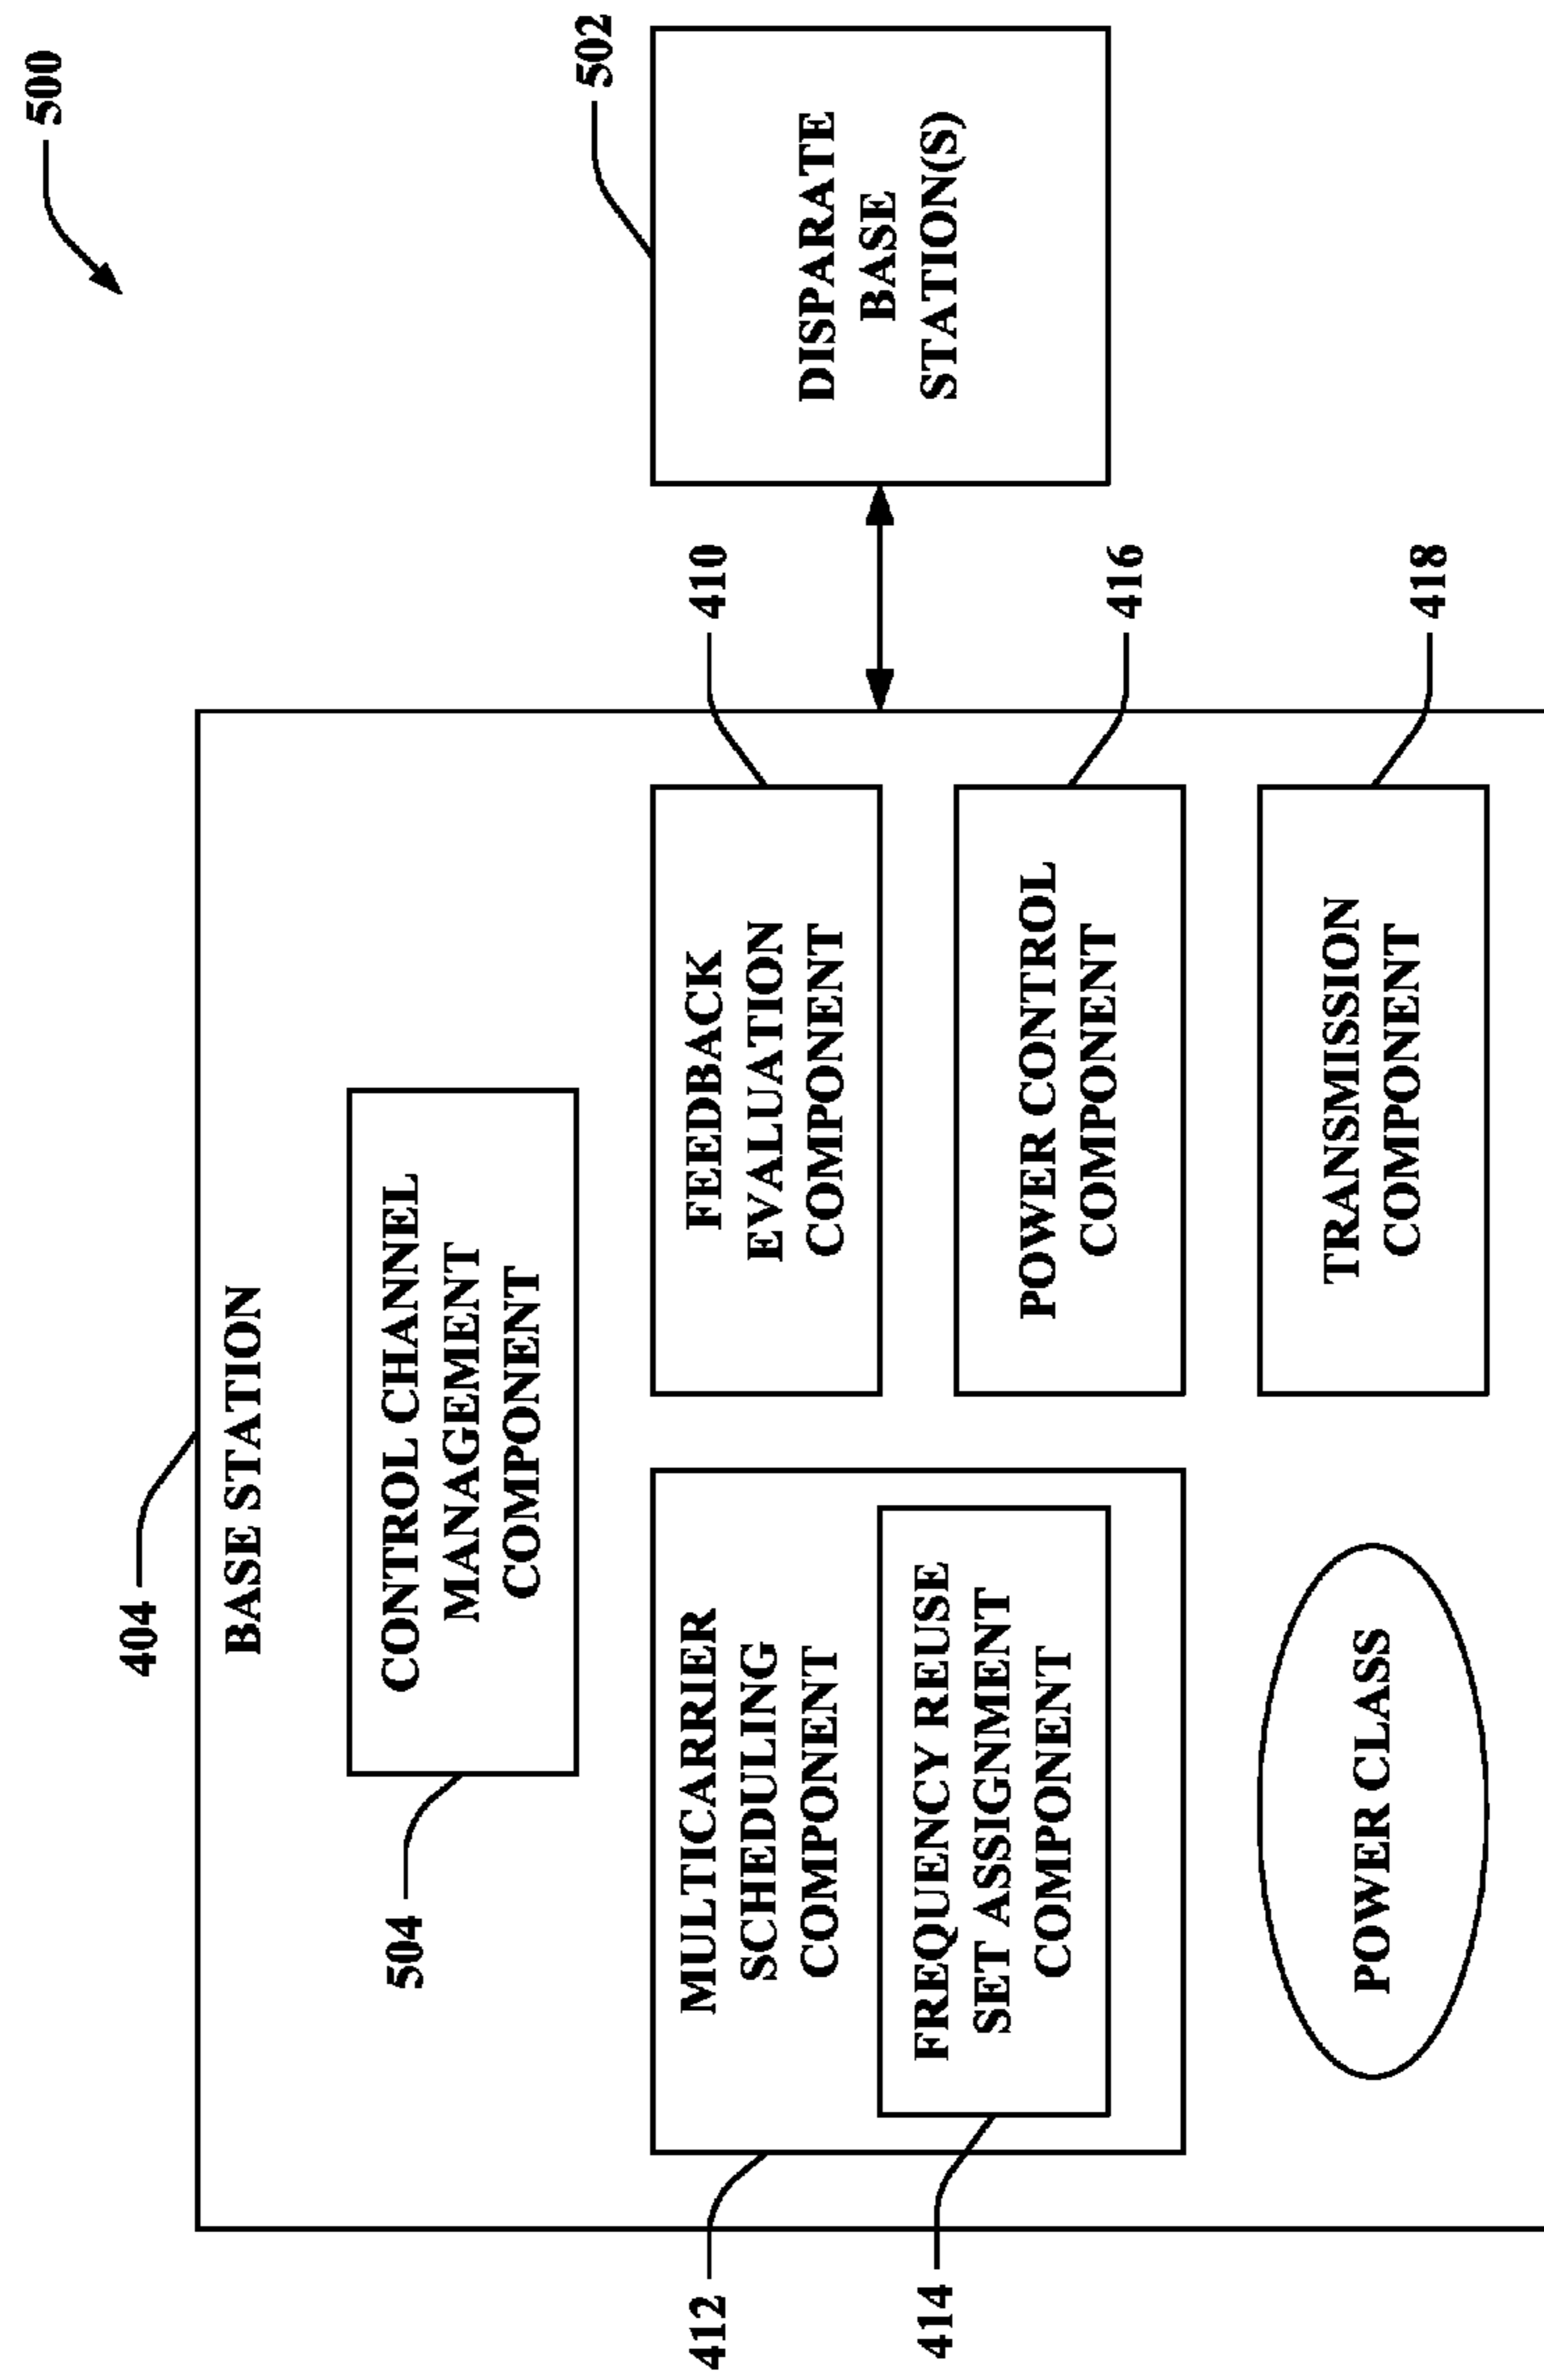 500
404
BASE STATION
502
504
CONTROL CHANNEL
MANAGEMENT
COMPONENT
DISPARATE
BASE
STATION(S)
412
MULTICARRIER
SCHEDULING
COMPONENT
410
FEEDBACK
EVALUATION
COMPONENT
414
FREQUENCY REUSE
SET ASSIGNMENT
COMPONENT
416
POWER CONTROL
COMPONENT
POWER CLASS
418
TRANSMISSION
COMPONENT